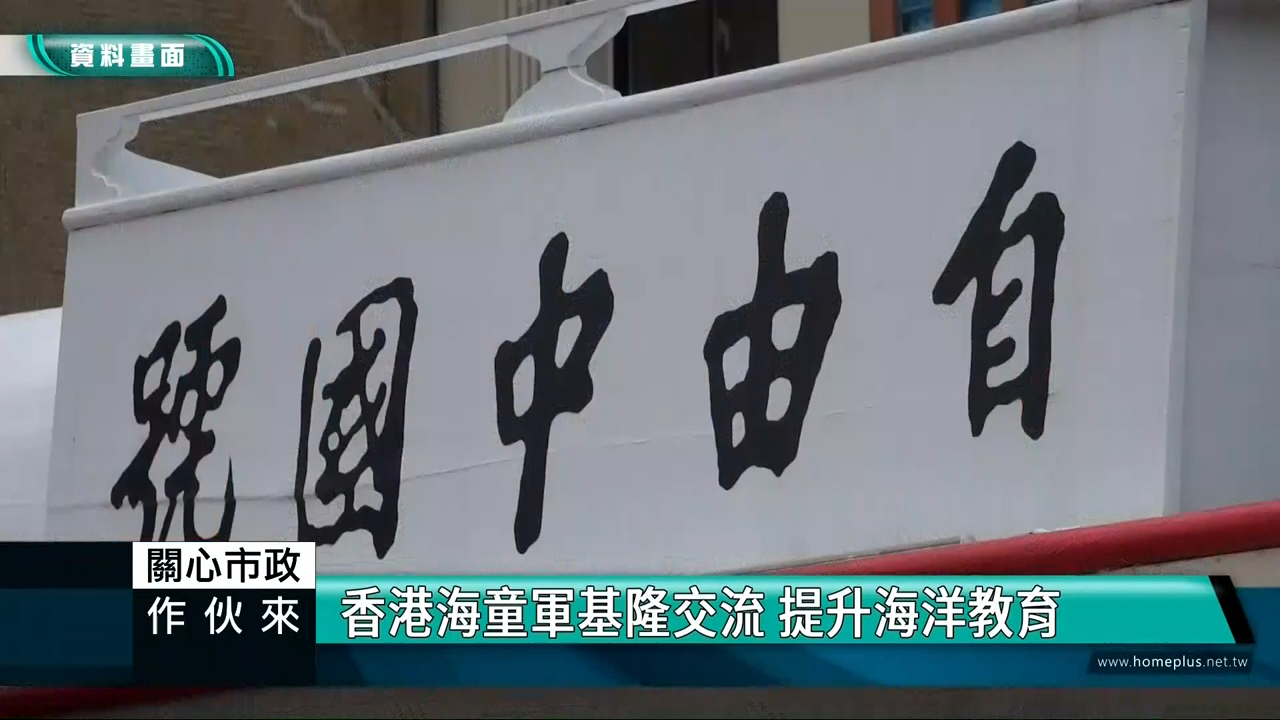 資料畫面
自由中國號
關心市政
作伙來
香港海童軍基隆交流 提升海洋教育
www.homeplus.net.tw